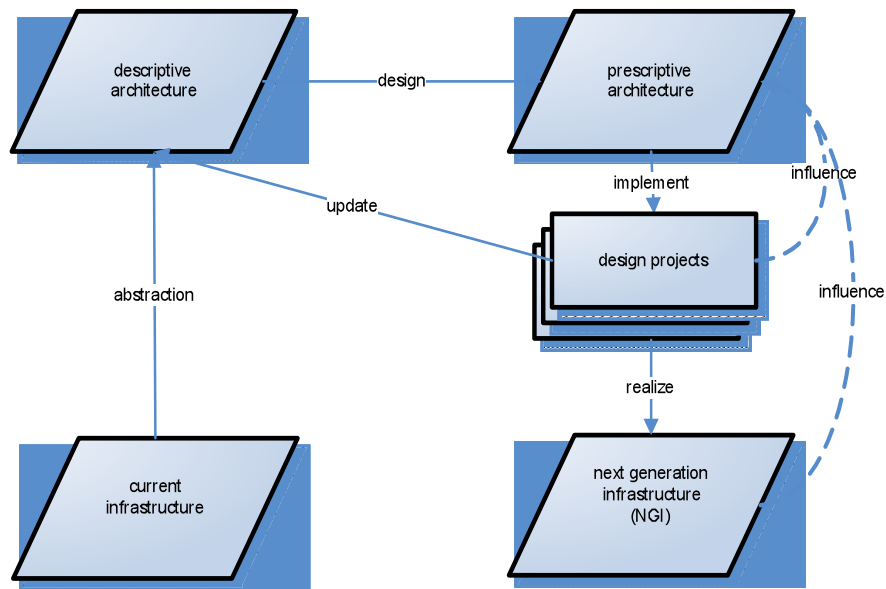 descriptive
architecture
design
prescriptive
architecture
influence
implement
update
design projects
abstraction
influence
realize
current
infrastructure
next generation
infrastructure
(NGI)